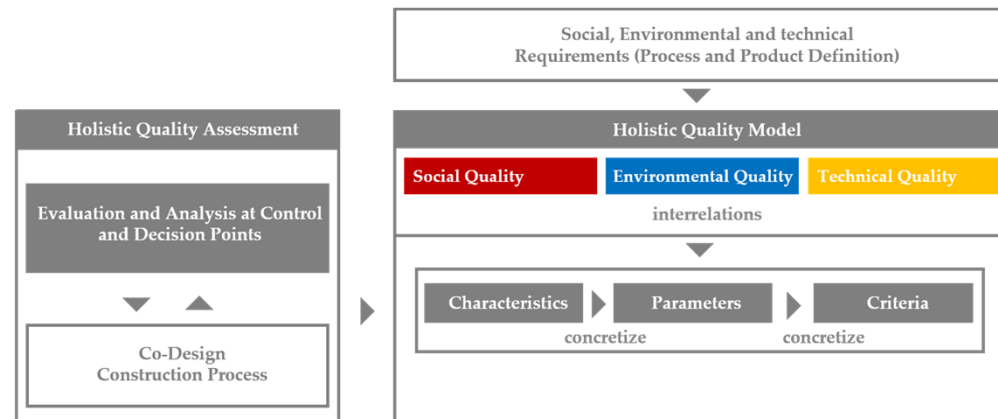 Social, Environmental and technical
Requirements (Process and Product Definition)
Holistic Quality Assessment
Evaluation and Analysis at Control
and Decision Points
Co-Design
Construction Process
Holistic Quality Model
Social Quality
Environmental Quality
Technical Quality
interrelations
Characteristics
Parameters
Criteria
concretize
concretize